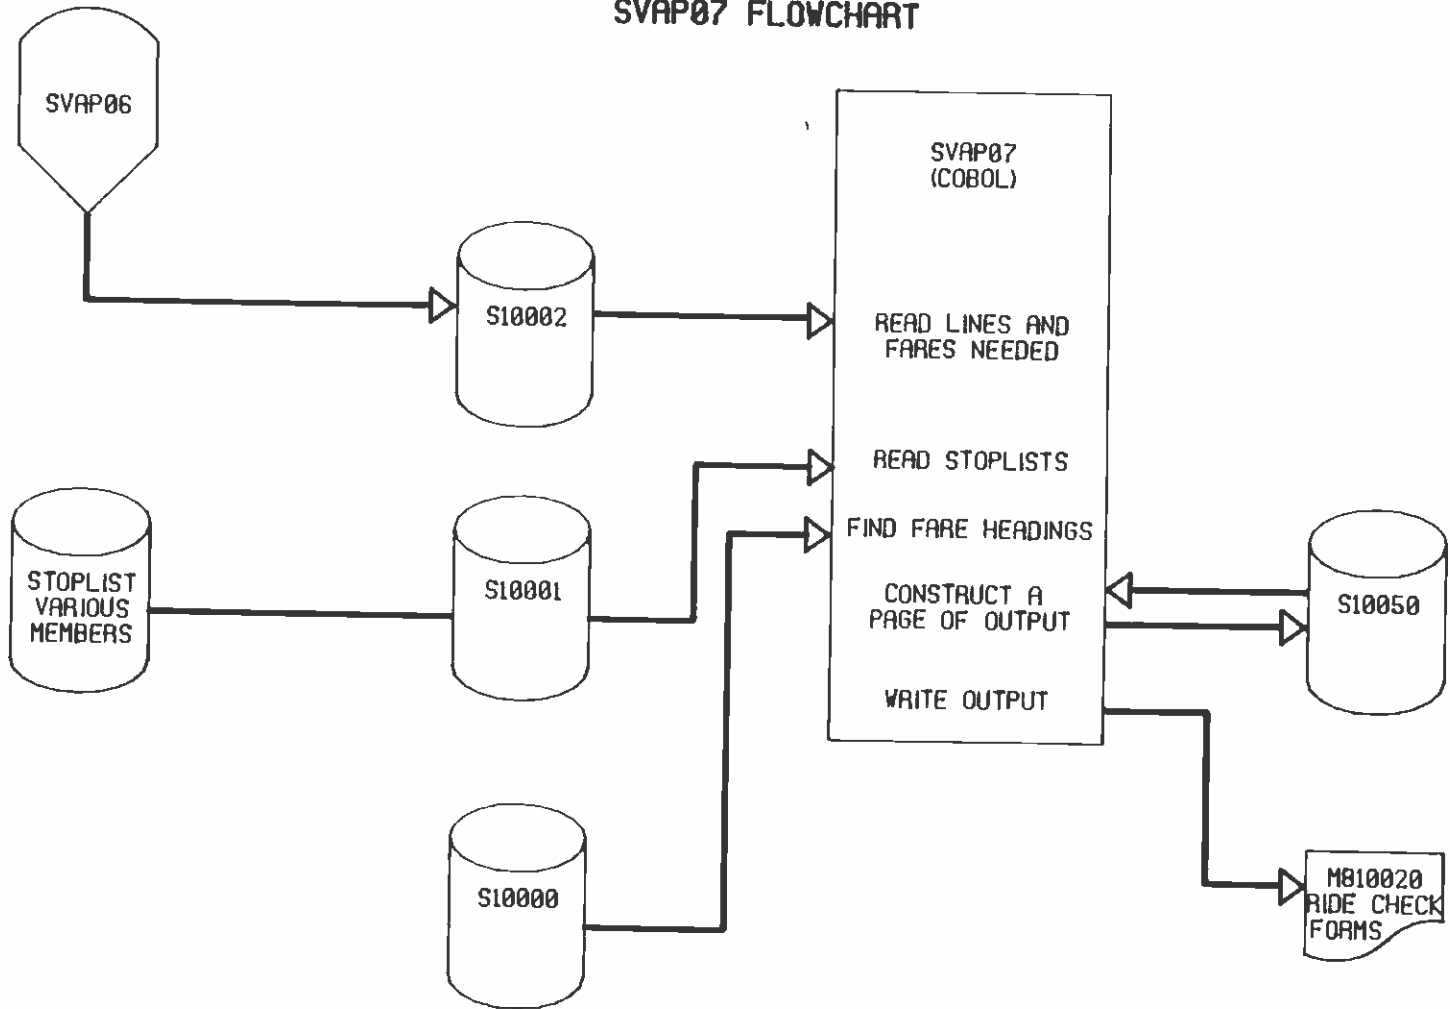 SVAP07 FLOWCHART
SVAP06
SVAP07
(COBOL)
S10002
READ LINES AND
FARES NEEDED
READ STOPLISTS
STOPLIST
VARIOUS
MEMBERS
S10001
FIND FARE HEADINGS
CONSTRUCT A
PAGE OF OUTPUT
S10050
WRITE OUTPUT
S10000
M810020
RIDE CHECK
FORMS